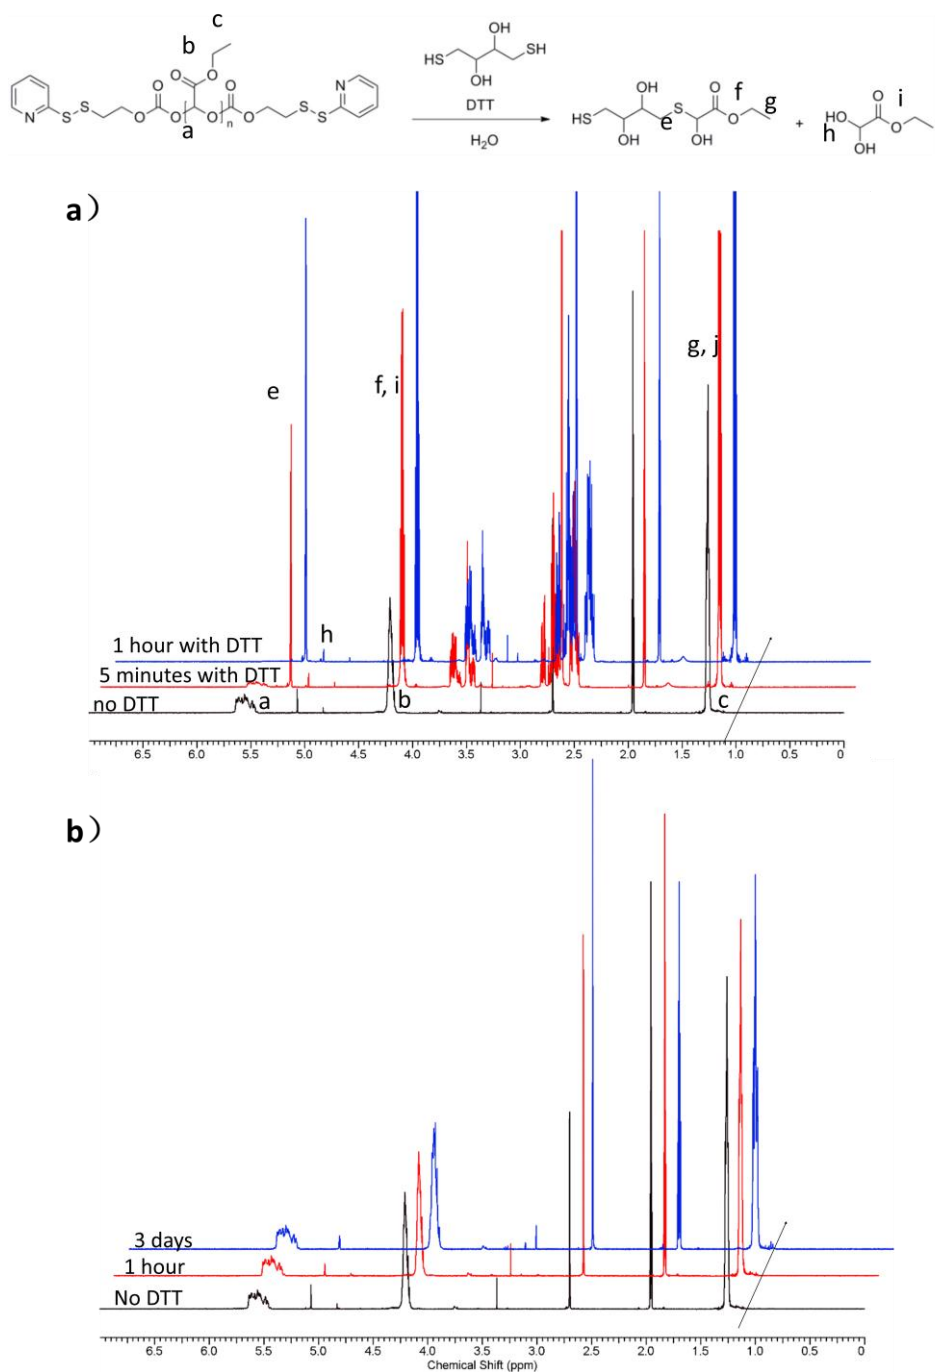 c
b
O
O
O
O
OH
HS
SH
OH
N
S
S
O
O
a
O
n
O
O
S
S
N
DTT
H₂O
HS
OH
OH
e
S
O
f
O
g
OH
+
HO
h
OH
O
i
O
a)
e
f, i
g, j
h
1 hour with DTT
5 minutes with DTT
no DTT
a
b
c
6.5 6.0 5.5 5.0 4.5 4.0 3.5 3.0 2.5 2.0 1.5 1.0 0.5 0
b)
3 days
1 hour
No DTT
6.5 6.0 5.5 5.0 4.5 4.0 3.5 3.0 2.5 2.0 1.5 1.0 0.5 0
Chemical Shift (ppm)